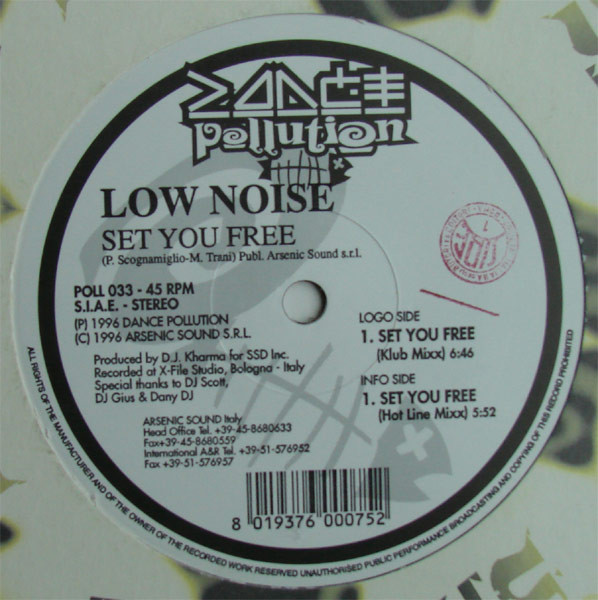 DANCE
Pollution
LOW NOISE
SET YOU FREE
(P. Scognamiglio-M. Trani) Publ. Arsenic Sound s.r.l.
POLL 033 - 45 RPM
S.I.A.E. - STEREO
(P) 1996 DANCE POLLUTION
(C) 1996 ARSENIC SOUND S.R.L.
Produced by D.J. Kharma for SSD Inc.
Recorded at X-File Studio, Bologna - Italy
Special thanks to DJ Scott,
DJ Gius & Dany DJ
ARSENIC SOUND Italy
Head Office Tel. +39-45-8680633
Fax+39-45-8680559
International A&R Tel. +39-51-576952
Fax +39-51-576957
LOGO SIDE
1. SET YOU FREE
(Klub Mixx) 6:46
INFO SIDE
1. SET YOU FREE
(Hot Line Mixx) 5:52
8 019376 000752
ALL RIGHTS OF THE MANUFACTURER AND OF THE OWNER OF THE RECORDED WORK RESERVED UNAUTHORISED PUBLIC PERFORMANCE BROADCASTING AND COPYING OF THIS RECORD PROHIBITED